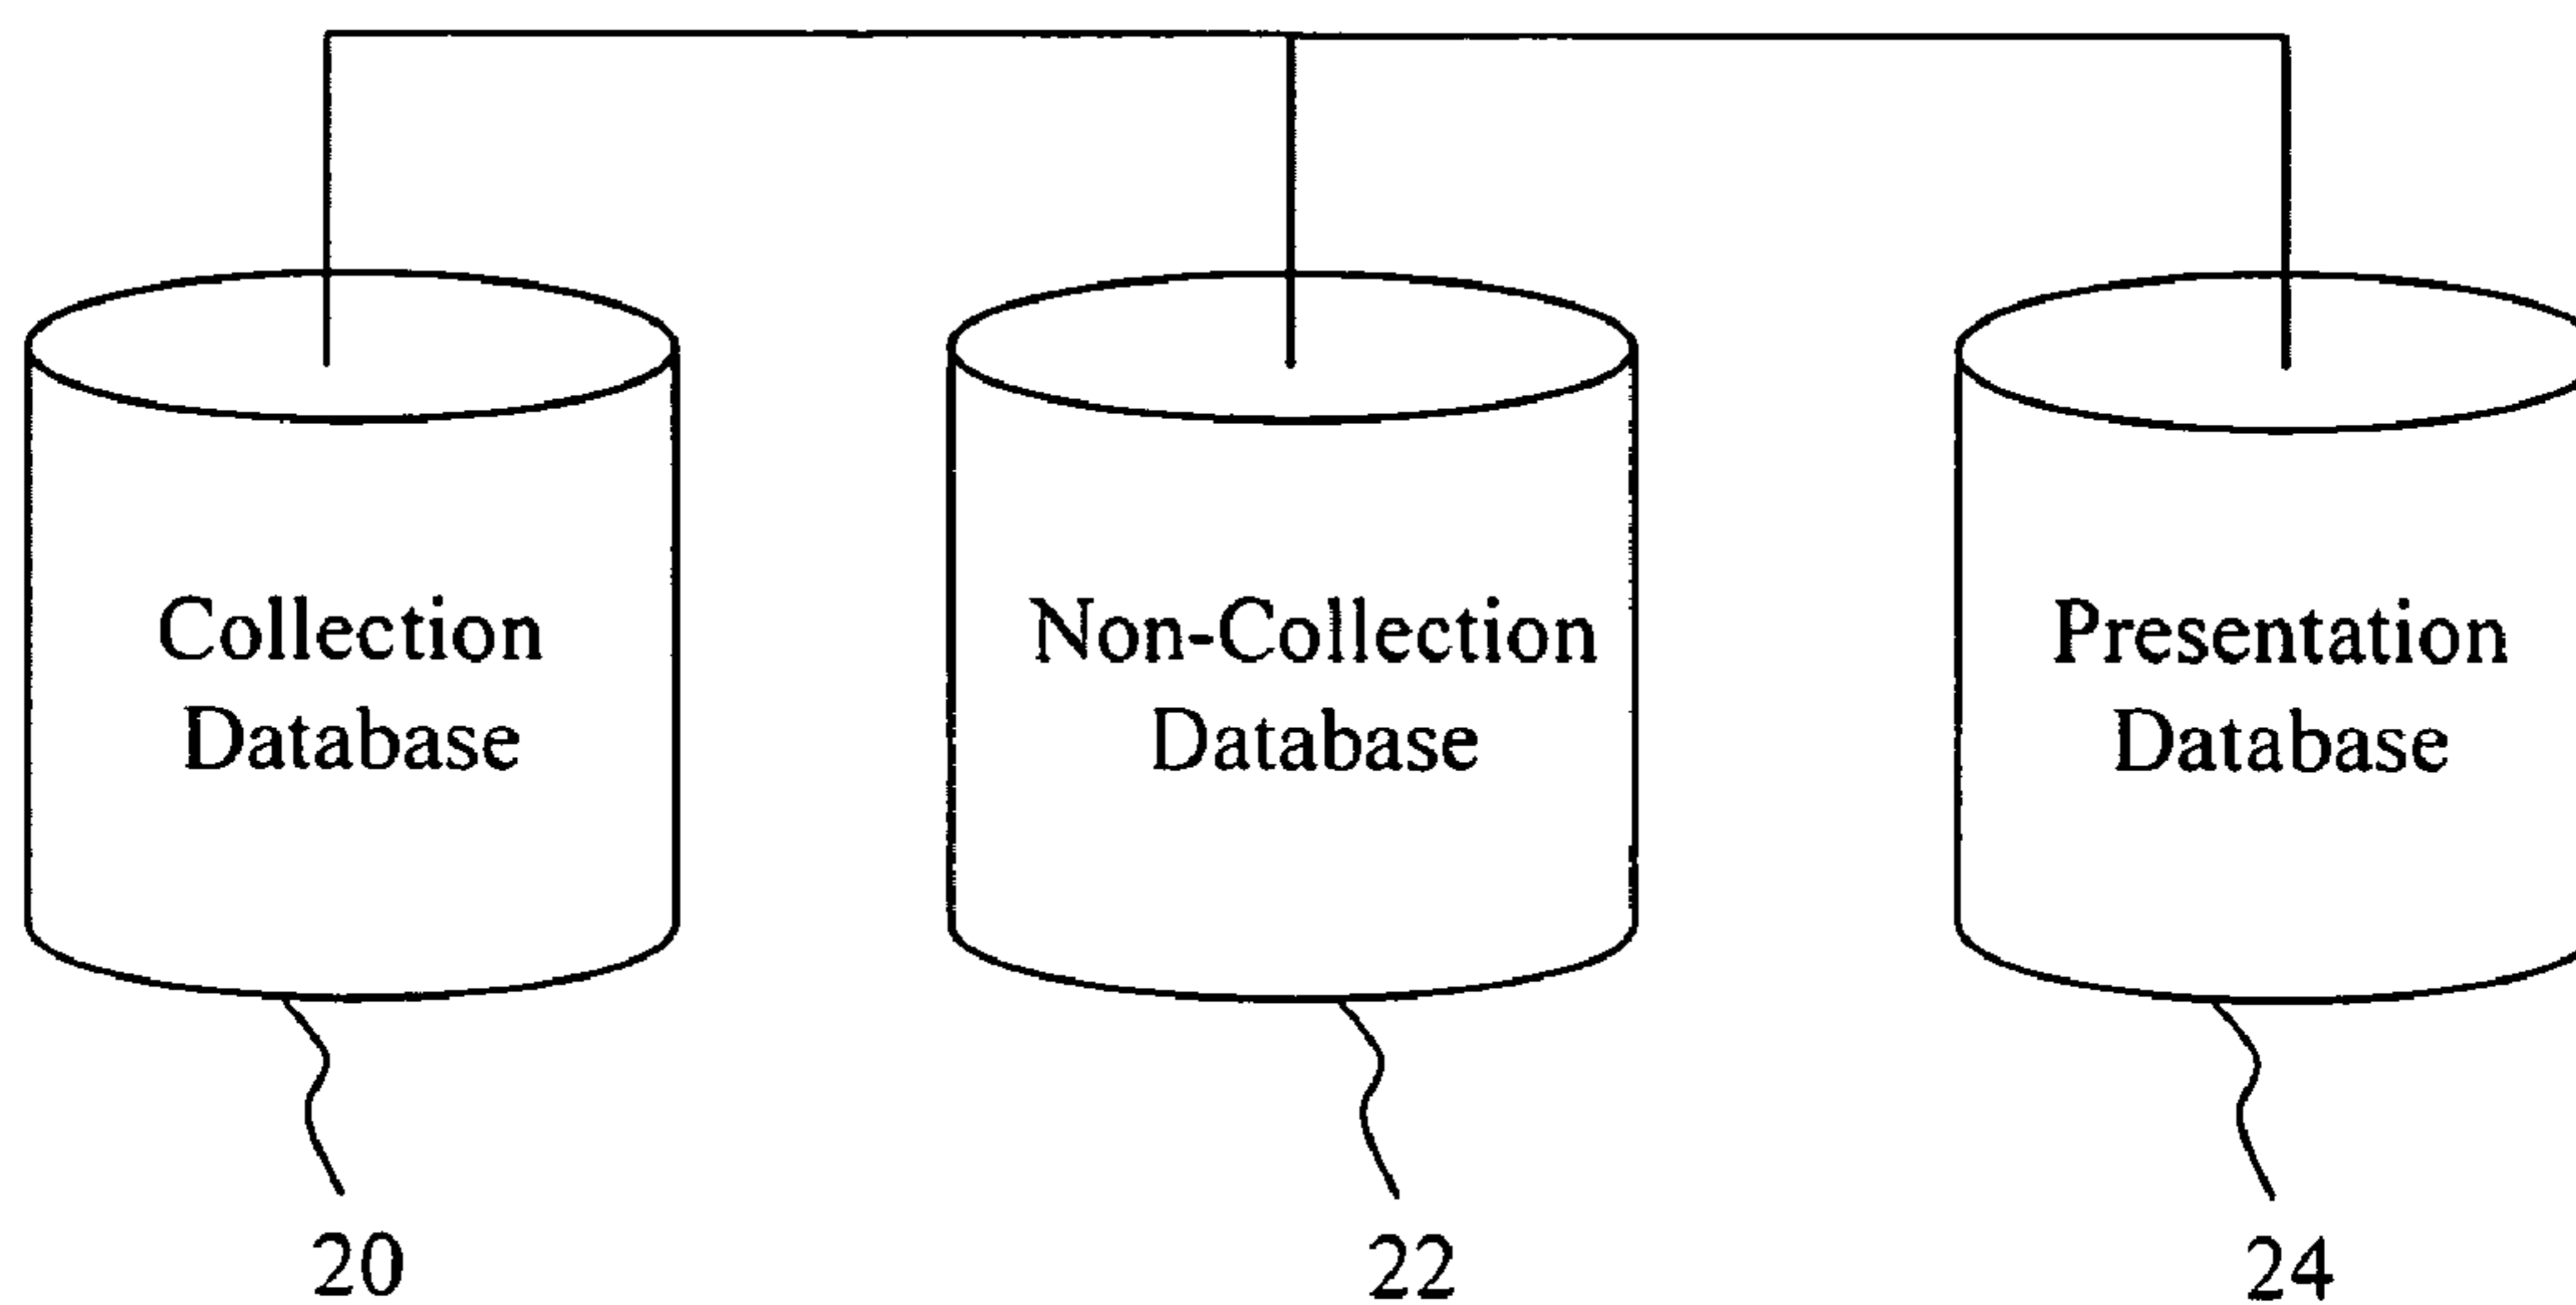 Collection
Database
Non-Collection
Database
Presentation
Database
20
22
24